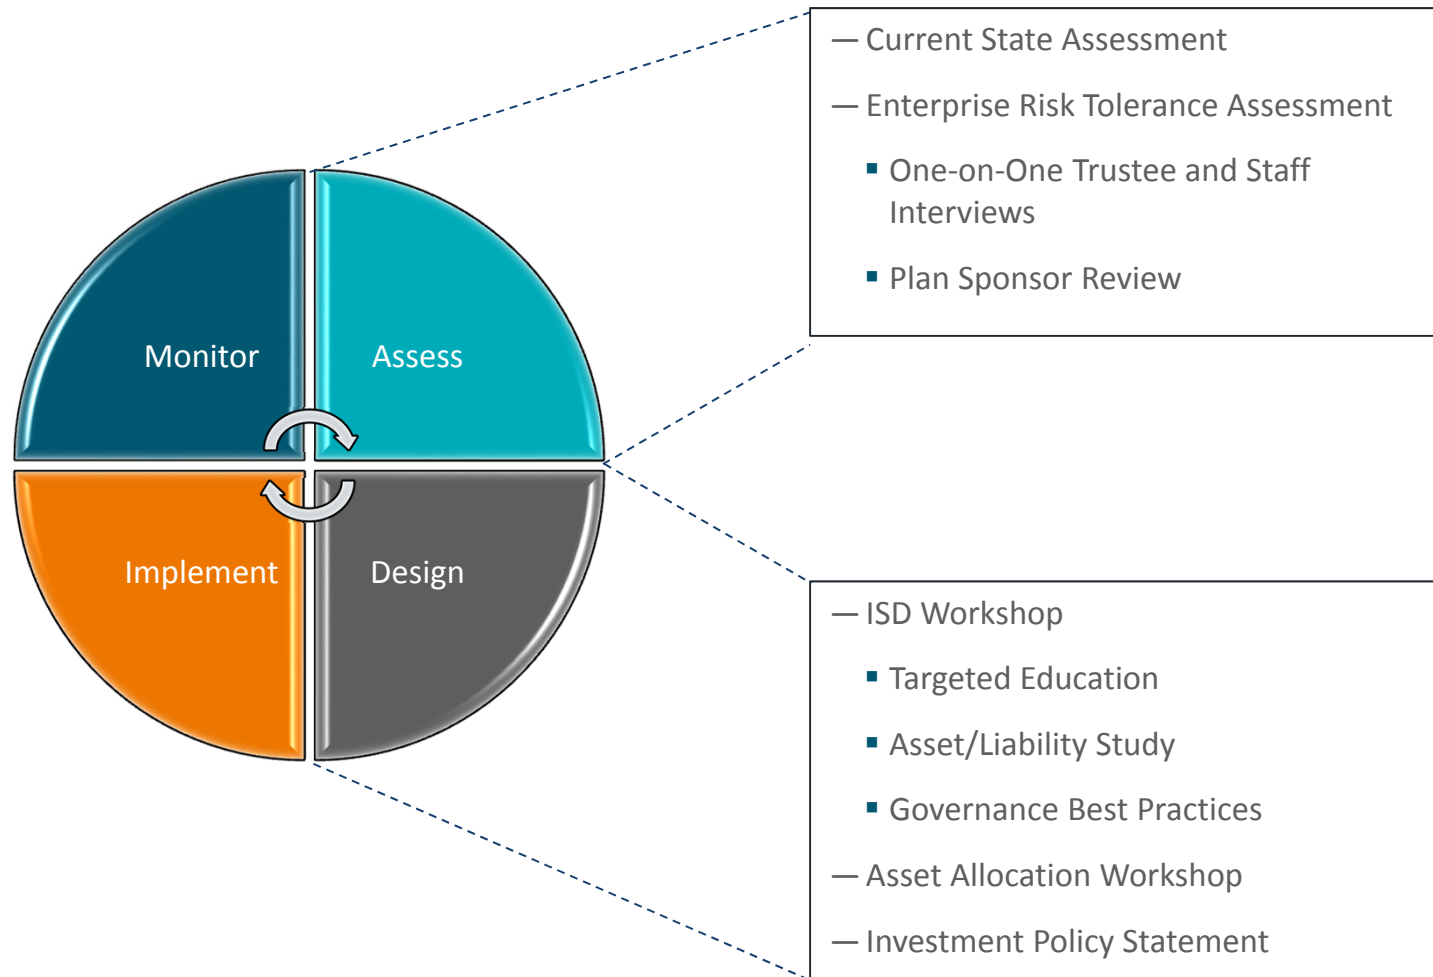 Monitor
Assess
Implement
Design
— Current State Assessment
— Enterprise Risk Tolerance Assessment
▪ One-on-One Trustee and Staff
Interviews
▪ Plan Sponsor Review
— ISD Workshop
▪ Targeted Education
▪ Asset/Liability Study
▪ Governance Best Practices
— Asset Allocation Workshop
— Investment Policy Statement